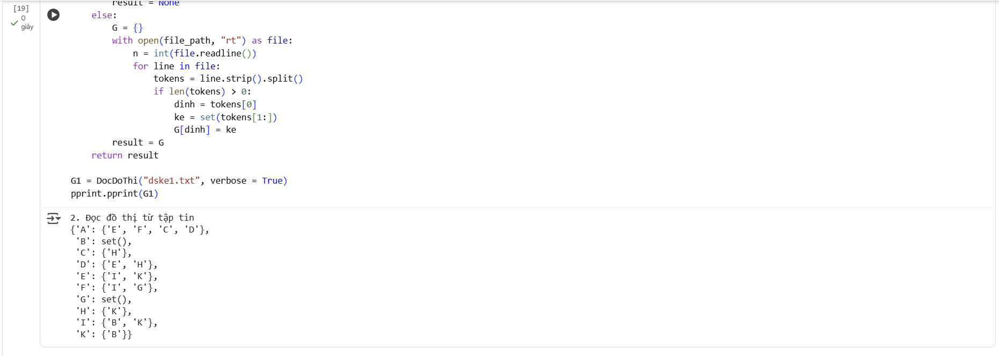 [19]
0
giây
result = None
else:
G = {}
with open(file_path, "rt") as file:
n = int(file.readline())
for line in file:
tokens = line.strip().split()
if len(tokens) > 0:
dinh = tokens[0]
ke = set(tokens[1:])
G[dinh] = ke
result = G
return result
G1 = DocDoThi("dske1.txt", verbose = True)
pprint.pprint(G1)
2. Đọc đồ thị từ tập tin
{'A': {'E', 'F', 'C', 'D'},
'B': set(),
'C': {'H'},
'D': {'E', 'H'},
'E': {'I', 'K'},
'F': {'I', 'G'},
'G': set(),
'H': {'K'},
'I': {'B', 'K'},
'K': {'B'}}